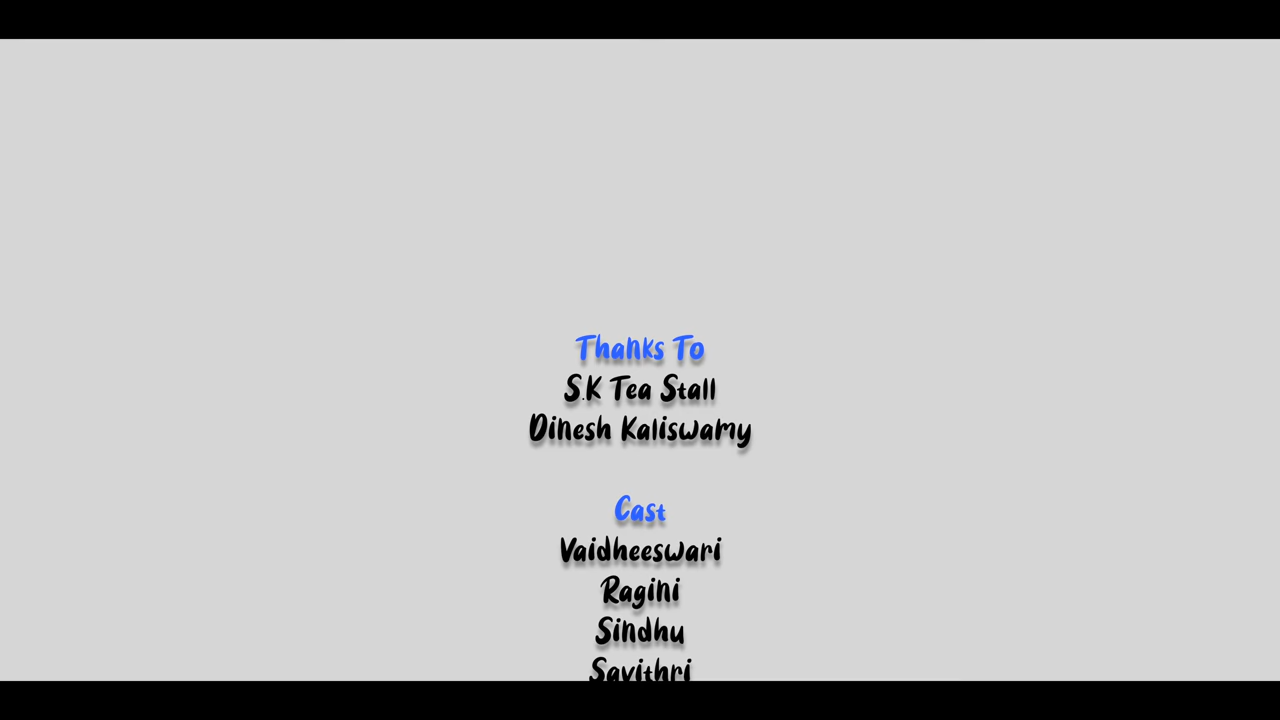 Thanks To
S.K Tea Stall
Dinesh Kaliswamy
Cast
Vaidheeswari
Ragini
Sindhu
Savithri